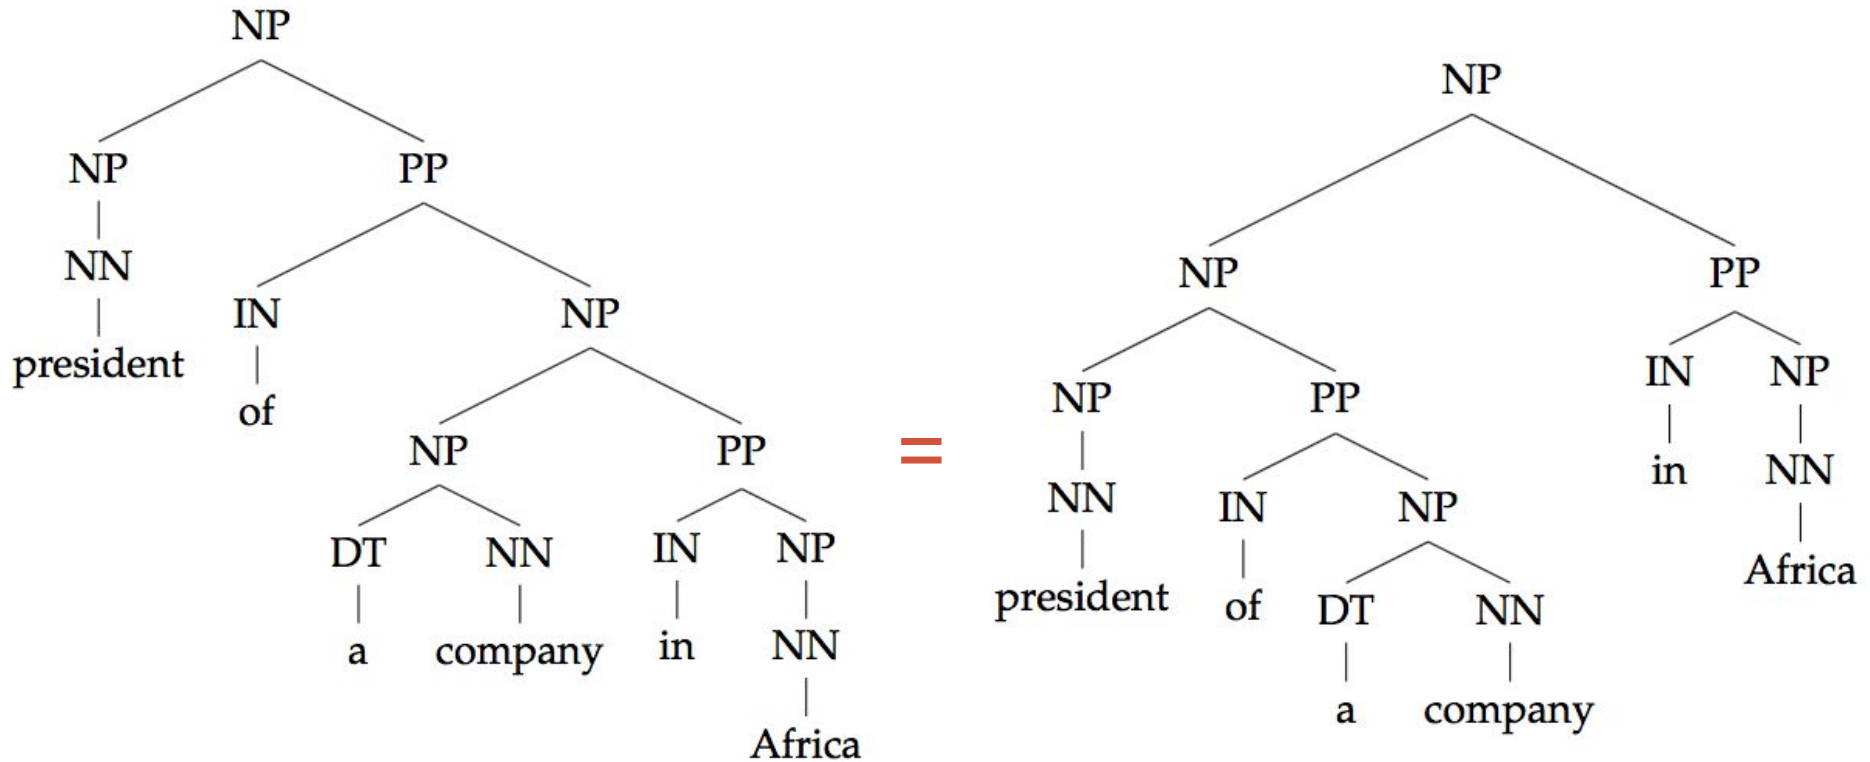 NP
NP PP
NN
IN NP
president
of
NP PP
DT NN IN NP
a company in NN
Africa
=
NP
NP PP
IN NP
NP PP
in NN
NN IN NP
Africa
president of DT NN
a company